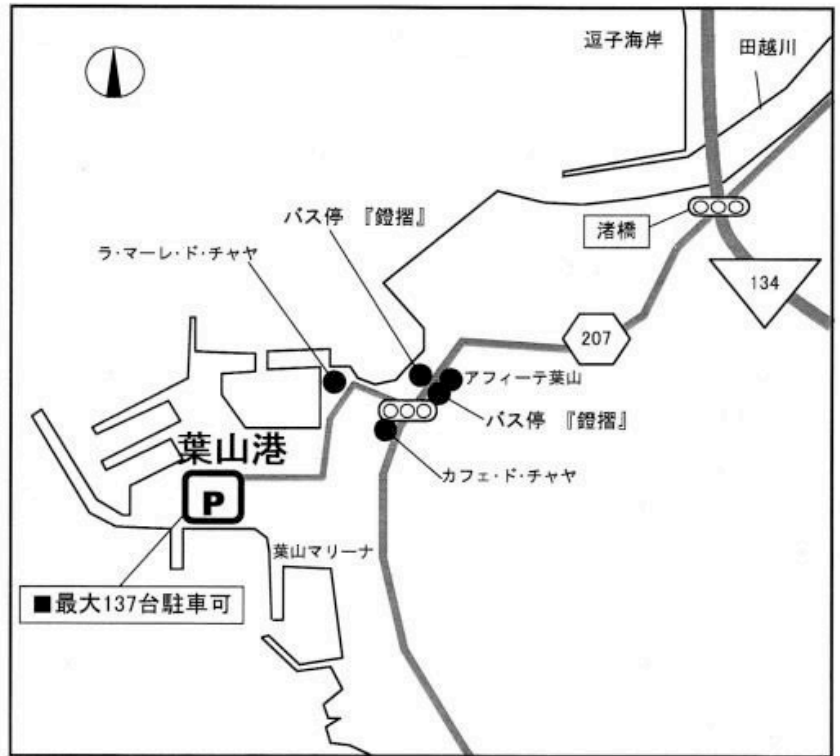 逗子海岸
田越川
バス停 『鐙摺』
渚橋
ラ・マーレ・ド・チャヤ
134
207
アフィーテ葉山
バス停 『鐙摺』
葉山港
カフェ・ド・チャヤ
P
葉山マリーナ
■最大137台駐車可